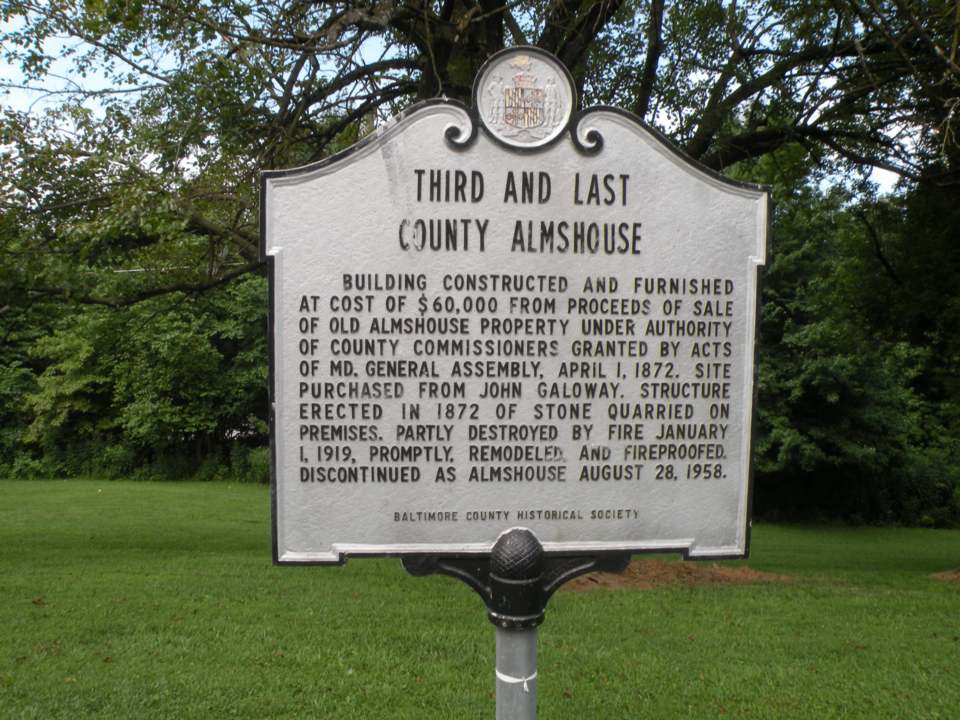 THIRD AND LAST
COUNTY ALMSHOUSE
BUILDING CONSTRUCTED AND FURNISHED
AT COST OF $60,000 FROM PROCEEDS OF SALE
OF OLD ALMSHOUSE PROPERTY UNDER AUTHORITY
OF COUNTY COMMISSIONERS GRANTED BY ACTS
OF MD. GENERAL ASSEMBLY, APRIL 1, 1872. SITE
PURCHASED FROM JOHN GALOWAY. STRUCTURE
ERECTED IN 1872 OF STONE QUARRIED ON
PREMISES. PARTLY DESTROYED BY FIRE JANUARY
1, 1919, PROMPTLY, REMODELED, AND FIREPROOFED.
DISCONTINUED AS ALMSHOUSE AUGUST 28, 1958.
BALTIMORE COUNTY HISTORICAL SOCIETY